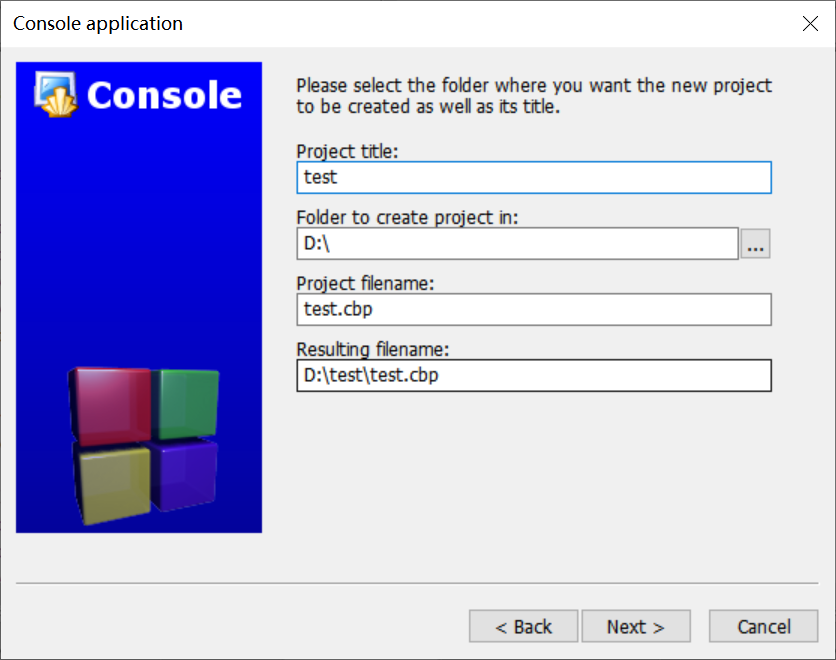 Console application
Console
Please select the folder where you want the new project
to be created as well as its title.
Project title:
test
Folder to create project in:
D:\
...
Project filename:
test.cbp
Resulting filename:
D:\test\test.cbp
< Back
Next >
Cancel